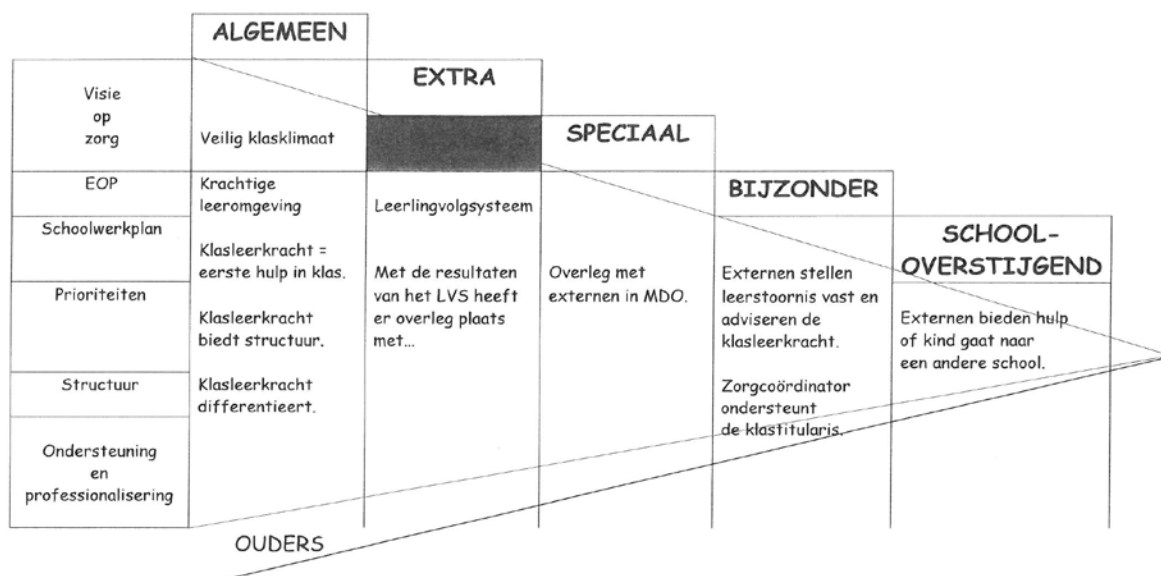 ALGEMEEN
EXTRA
SPECIAAL
BIJZONDER
SCHOOL-
OVERSTIJGEND
Visie
op
zorg
EOP
Schoolwerkplan
Prioriteiten
Structuur
Ondersteuning
en
professionalisering
Veilig klasklimaat
Krachtige
leeromgeving
Klasleerkracht =
eerste hulp in klas.
Klasleerkracht
biedt structuur.
Klasleerkracht
differentieert.
Leerlingvolgsysteem
Met de resultaten
van het LVS heeft
er overleg plaats
met...
Overleg met
externen in MDO.
Externen stellen
leerstoornis vast en
adviseren de
klasleerkracht.
Zorgcoördinator
ondersteunt
de klastitularis.
Externen bieden hulp
of kind gaat naar
een andere school.
OUDERS